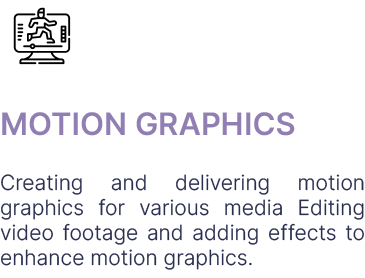 MOTION GRAPHICS
Creating and delivering motion
graphics for various media Editing
video footage and adding effects to
enhance motion graphics.